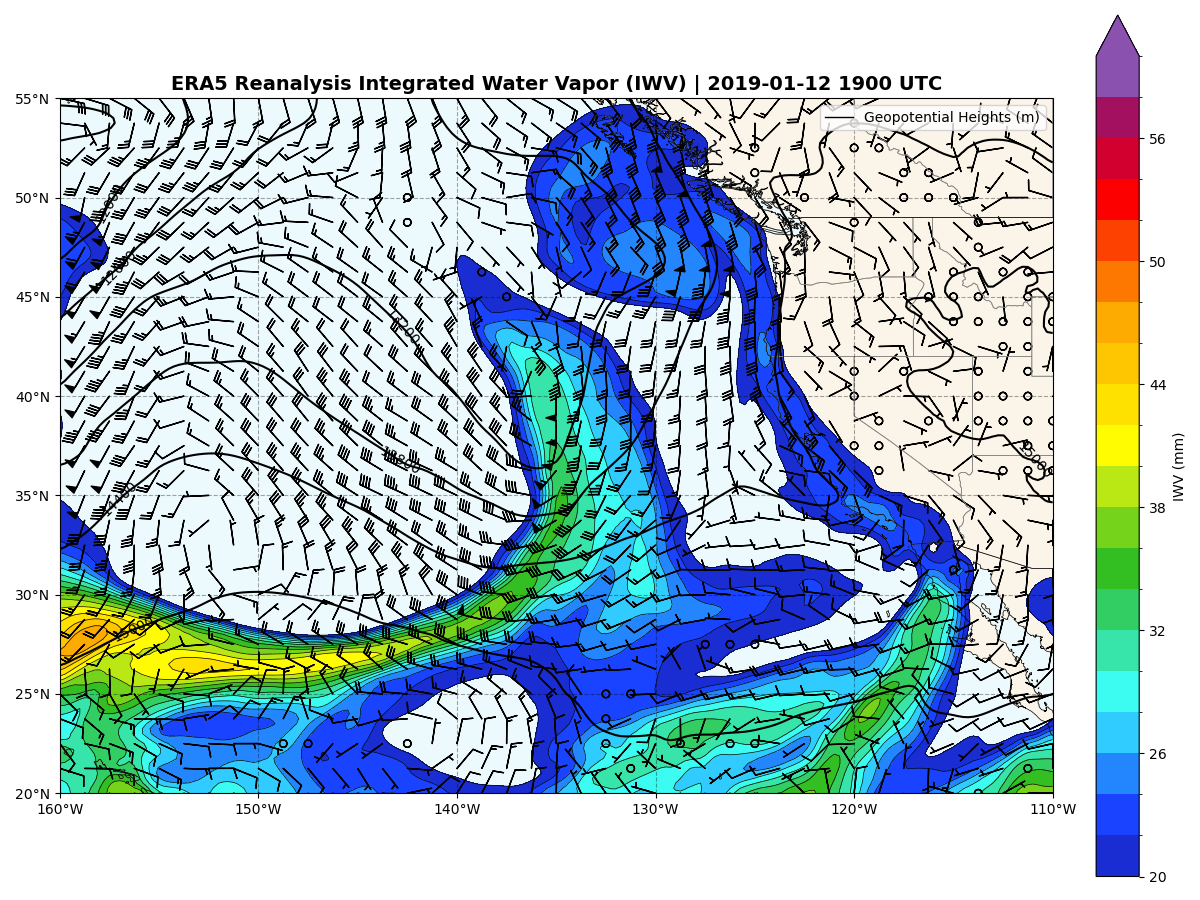 ERA5 Reanalysis Integrated Water Vapor (IWV) | 2019-01-12 1900 UTC
Geopotential Heights (m)
55°N
50°N
45°N
40°N
35°N
30°N
25°N
20°N
160°W
150°W
140°W
130°W
120°W
110°W
56
50
44
38
32
26
20
IWV (mm)